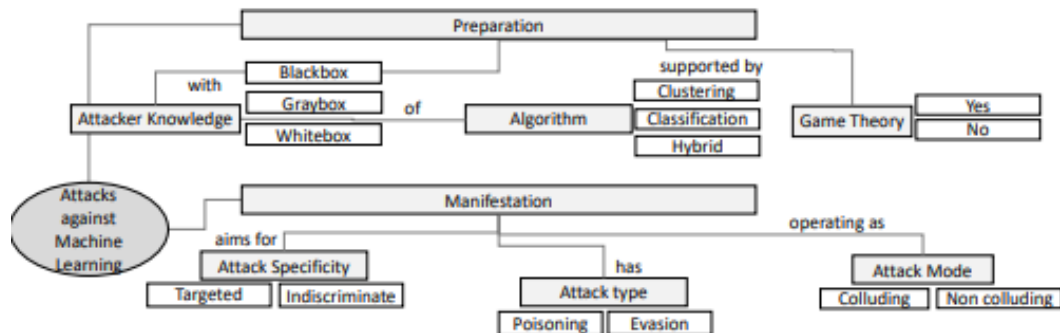 Preparation
supported by
Blackbox
with
Clustering
Graybox
of
Attacker Knowledge
Algorithm
Classification
Game Theory
Yes
No
Whitebox
Hybrid
Attacks
against
Machine
Learning
Manifestation
aims for
operating as
Attack Specificity
has
Attack Mode
Targeted
Indiscriminate
Attack type
Colluding
Non colluding
Poisoning
Evasion